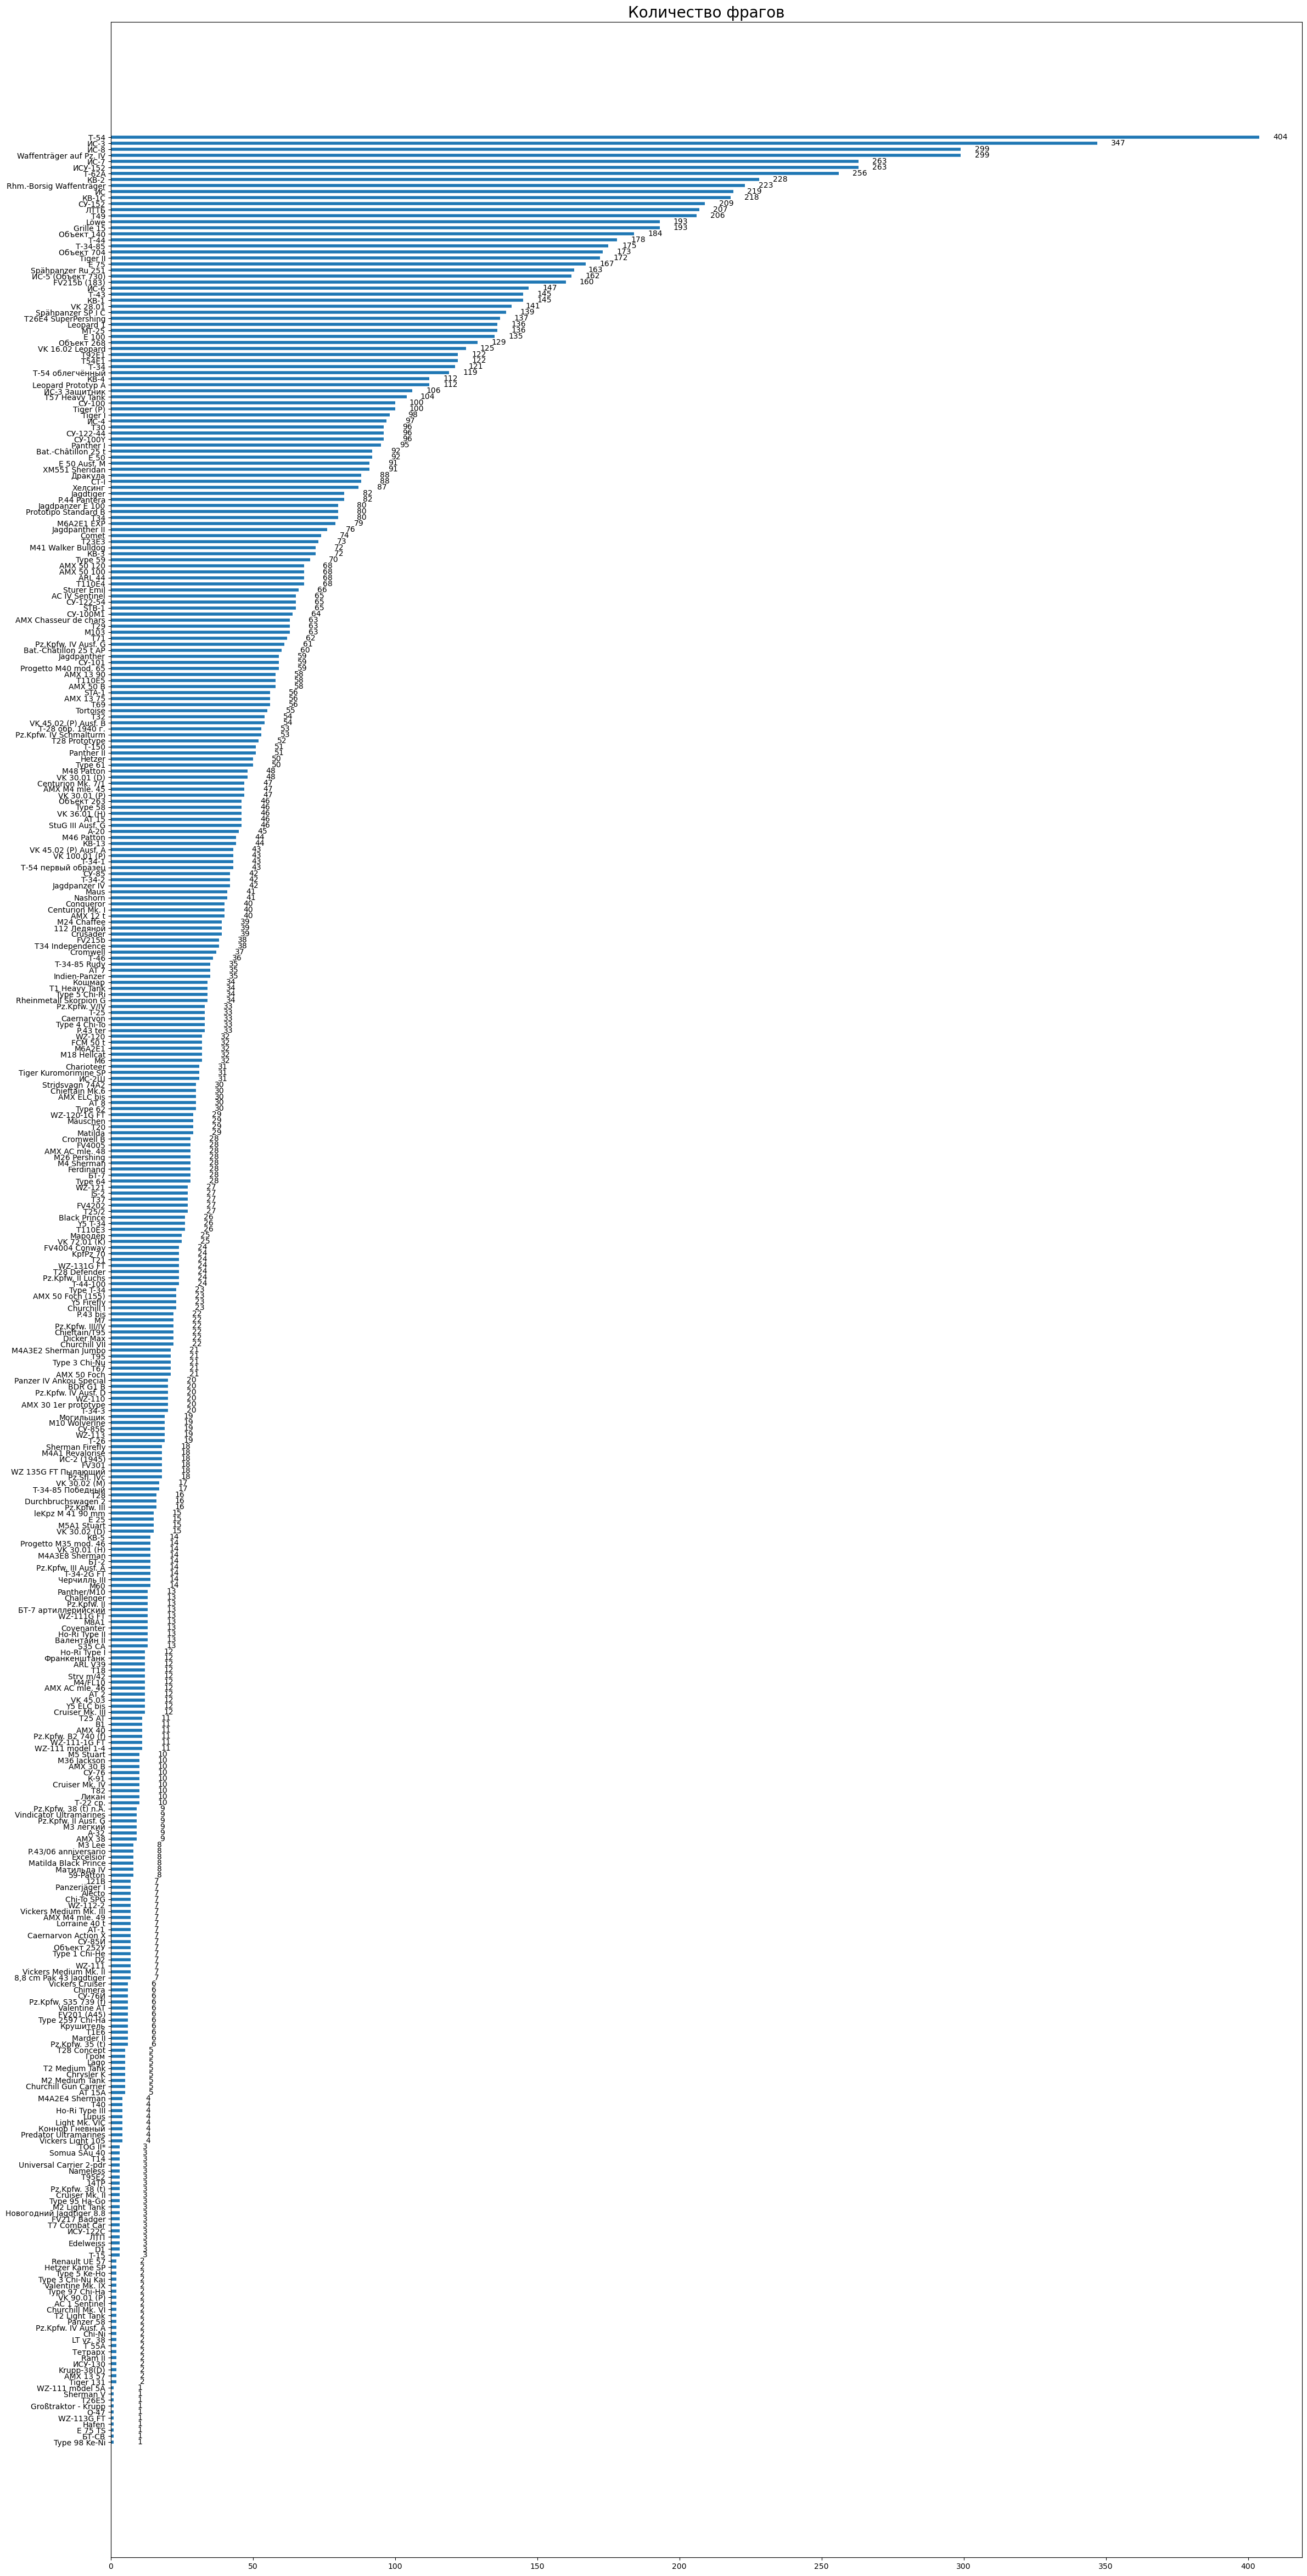 Количество фрагов
Т-54 404
ИС-3 347
ИС-8 299
Waffenträger auf Pz. IV 299
ИС-7 263
ИСУ-152 263
Т-62А 256
КВ-2 228
Rhm.-Borsig Waffenträger 223
ИС 219
КВ-1С 218
СУ-152 209
ЛТТБ 207
T49 206
Löwe 193
Grille 15 193
Объект 140 184
Т-44 178
Т-34-85 175
Объект 704 173
Tiger II 172
E 75 167
Spähpanzer Ru 251 163
ИС-5 (Объект 730) 162
FV215b (183) 160
ИС-6 147
Т-43 145
КВ-1 145
VK 28.01 141
Spähpanzer SP I C 139
T26E4 SuperPershing 137
Leopard 1 136
МТ-25 136
E 100 135
Объект 268 129
VK 16.02 Leopard 125
T92E1 122
T54E1 122
Т-34 121
Т-54 облегчённый 119
КВ-4 112
Leopard Prototyp A 112
ИС-3 Защитник 106
T57 Heavy Tank 104
СУ-100 100
Tiger (P) 100
Tiger I 98
ИС-4 97
T30 96
СУ-122-44 96
СУ-100Y 96
Panther I 95
Bat.-Châtillon 25 t 92
E 50 92
E 50 Ausf. M 91
XM551 Sheridan 91
Дракула 88
СТ-I 88
Хелсинг 87
Jagdtiger 82
P.44 Pantera 82
Jagdpanzer E 100 80
Prototipo Standard B 80
T34 80
M6A2E1 EXP 79
Jagdpanther II 76
Comet 74
T23E3 73
M41 Walker Bulldog 72
КВ-3 72
Type 59 70
AMX 50 120 68
AMX 50 100 68
ARL 44 68
T110E4 68
Sturer Emil 66
AC IV Sentinel 65
СУ-122-54 65
STB-1 65
СУ-100М1 64
AMX Chasseur de chars 63
T29 63
M103 63
T71 62
Pz.Kpfw. IV Ausf. G 61
Bat.-Châtillon 25 t AP 60
Jagdpanther 59
СУ-101 59
Progetto M40 mod. 65 59
AMX 13 90 58
T110E5 58
AMX 50 B 58
STA-1 56
AMX 13 75 56
T69 56
Tortoise 55
T32 54
VK 45.02 (P) Ausf. B 54
Т-28 обр. 1940 г. 53
Pz.Kpfw. IV Schmalturm 53
T28 Prototype 52
Т-150 51
Panther II 51
Hetzer 50
Type 61 50
M48 Patton 48
VK 30.01 (D) 48
Centurion Mk. 7/1 47
AMX M4 mle. 45 47
VK 30.01 (P) 47
Объект 263 46
Type 58 46
VK 36.01 (H) 46
AT 15 46
StuG III Ausf. G 46
А-20 45
M46 Patton 44
КВ-13 44
VK 45.02 (P) Ausf. A 43
VK 100.01 (P) 43
T-34-1 43
Т-54 первый образец 43
СУ-85 42
T-34-2 42
Jagdpanzer IV 42
Maus 41
Nashorn 41
Conqueror 40
Centurion Mk. I 40
AMX 12 t 40
M24 Chaffee 39
112 Ледяной 39
Crusader 39
FV215b 38
T34 Independence 38
Cromwell 37
Т-46 36
T-34-85 Rudy 35
AT 7 35
Indien-Panzer 35
Кошмар 34
T1 Heavy Tank 34
Type 5 Chi-Ri 34
Rheinmetall Skorpion G 34
Pz.Kpfw. V/IV 33
T-25 33
Caernarvon 33
Type 4 Chi-To 33
P.43 ter 33
WZ-120 32
FCM 50 t 32
M6A2E1 32
M18 Hellcat 32
M6 32
Charioteer 31
Tiger Kuromorimine SP 31
ИС-2Ш 31
Stridsvagn 74A2 30
Chieftain Mk.6 30
AMX ELC bis 30
AT 8 30
Type 62 30
WZ-120-1G FT 29
Mäuschen 29
T20 29
Matilda 29
Cromwell B 28
FV4005 28
AMX AC mle. 48 28
M26 Pershing 28
M4 Sherman 28
Ferdinand 28
БТ-7 28
Type 64 28
WZ-121 27
IS-2 27
T37 27
FV4202 27
T25/2 27
Black Prince 26
Y5 T-34 26
T110E3 26
Мародёр 25
VK 72.01 (K) 25
FV4004 Conway 24
KpfPz 70 24
T21 24
WZ-131G FT 24
T28 Defender 24
Pz.Kpfw. II Luchs 24
Т-44-100 24
Type T-34 23
AMX 50 Foch (155) 23
Y5 Firefly 23
Churchill I 23
P.43 bis 22
M7 22
Pz.Kpfw. III/IV 22
Chieftain/T95 22
Dicker Max 22
Churchill VII 22
M4A3E2 Sherman Jumbo 21
T95 21
Type 3 Chi-Nu 21
T67 21
AMX 50 Foch 21
Panzer IV Ankou Special 20
BDR G1 B 20
Pz.Kpfw. IV Ausf. D 20
WZ-110 20
AMX 30 1er prototype 20
T-34-3 20
Могильщик 19
M10 Wolverine 19
СУ-85Б 19
WZ-113 19
Т-26 19
Sherman Firefly 18
M4A1 Revalorisé 18
ИС-2 (1945) 18
FV301 18
WZ 135G FT Пылающий 18
Pz.Sfl. IVc 18
VK 30.02 (M) 17
Т-34-85 Победный 17
T28 16
Durchbruchswagen 2 16
Pz.Kpfw. III 16
leKpz M 41 90 mm 15
E 25 15
M5A1 Stuart 15
VK 30.02 (D) 15
КВ-5 14
Progetto M35 mod. 46 14
VK 30.01 (H) 14
M4A3E8 Sherman 14
БТ-2 14
Pz.Kpfw. III Ausf. A 14
T-34-2G FT 14
Черчилль III 14
M60 14
Panther/M10 13
Challenger 13
Pz.Kpfw. II 13
БТ-7 артиллерийский 13
WZ-111G FT 13
M8A1 13
Covenanter 13
Ho-Ri Type II 13
Валентайн II 13
S35 CA 13
Ho-Ri Type I 12
Франкенштанк 12
ARL V39 12
T18 12
Strv m/42 12
M4/FL10 12
AMX AC mle. 46 12
AT 2 12
VK 45.03 12
Y5 ELC bis 12
Cruiser Mk. III 12
T25 AT 11
B1 11
AMX 40 11
Pz.Kpfw. B2 740 (f) 11
WZ-111-1G FT 11
WZ-111 model 1-4 11
M5 Stuart 10
M36 Jackson 10
AMX 30 B 10
СУ-76 10
К-91 10
Cruiser Mk. IV 10
T82 10
Ликан 10
Т-22 ср. 10
Pz.Kpfw. 38 (t) n.A. 9
Vindicator Ultramarines 9
Pz.Kpfw. II Ausf. G 9
М3 лёгкий 9
А-32 9
AMX 38 9
M3 Lee 8
P.43/06 anniversario 8
Excelsior 8
Matilda Black Prince 8
Матильда IV 8
59-Patton 8
121B 7
Panzerjäger I 7
Alecto 7
Chi-To SPG 7
WZ-112-2 7
Vickers Medium Mk. III 7
AMX M4 mle. 49 7
Lorraine 40 t 7
АТ-1 7
Caernarvon Action X 7
СУ-85И 7
Объект 252У 7
Type 1 Chi-He 7
D2 7
WZ-111 7
Vickers Medium Mk. II 7
8,8 cm Pak 43 Jagdtiger 7
Vickers Cruiser 6
Chimera 6
СУ-76И 6
Pz.Kpfw. S35 739 (f) 6
Valentine AT 6
FV201 (A45) 6
Type 2597 Chi-Ha 6
Крушитель 6
T1E6 6
Marder II 6
Pz.Kpfw. 35 (t) 6
T28 Concept 5
Гром 5
Lago 5
T2 Medium Tank 5
Chrysler K 5
M2 Medium Tank 5
Churchill Gun Carrier 5
AT 15A 5
M4A2E4 Sherman 4
T40 4
Ho-Ri Type III 4
Lupus 4
Light Mk. VIC 4
Коннор Гневный 4
Predator Ultramarines 4
Vickers Light 105 4
TOG II* 3
Somua SAu 40 3
T14 3
Universal Carrier 2-pdr 3
Nameless 3
T95E2 3
14TP 3
Pz.Kpfw. 38 (t) 3
Cruiser Mk. II 3
Type 95 Ha-Go 3
M2 Light Tank 3
Новогодний Jagdtiger 8.8 3
FV217 Badger 3
T7 Combat Car 3
ИСУ-122С 3
ЛТП 3
Edelweiss 3
D1 3
T-15 3
Renault UE 57 2
Hetzer Kame SP 2
Type 5 Ke-Ho 2
Type 3 Chi-Nu Kai 2
Valentine Mk. IX 2
Type 97 Chi-Ha 2
VK 90.01 (P) 2
AC 1 Sentinel 2
Churchill Mk. VI 2
T2 Light Tank 2
Panzer 58 2
Pz.Kpfw. IV Ausf. A 2
Chi-Ni 2
LT vz. 38 2
T 55A 2
Тетрарх 2
Ram II 2
ИСУ-130 2
Krupp-38(D) 2
AMX 13 57 2
Tiger 131 2
WZ-111 model 5A 1
Sherman V 1
T26E5 1
Großtraktor - Krupp 1
O-47 1
WZ-113G FT 1
Hafen 1
E 75 TS 1
БТ-СВ 1
Type 98 Ke-Ni 1
0 50 100 150 200 250 300 350 400